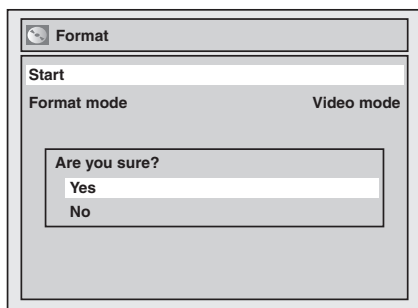 Format
Start
Format mode Video mode
Are you sure?
Yes
No